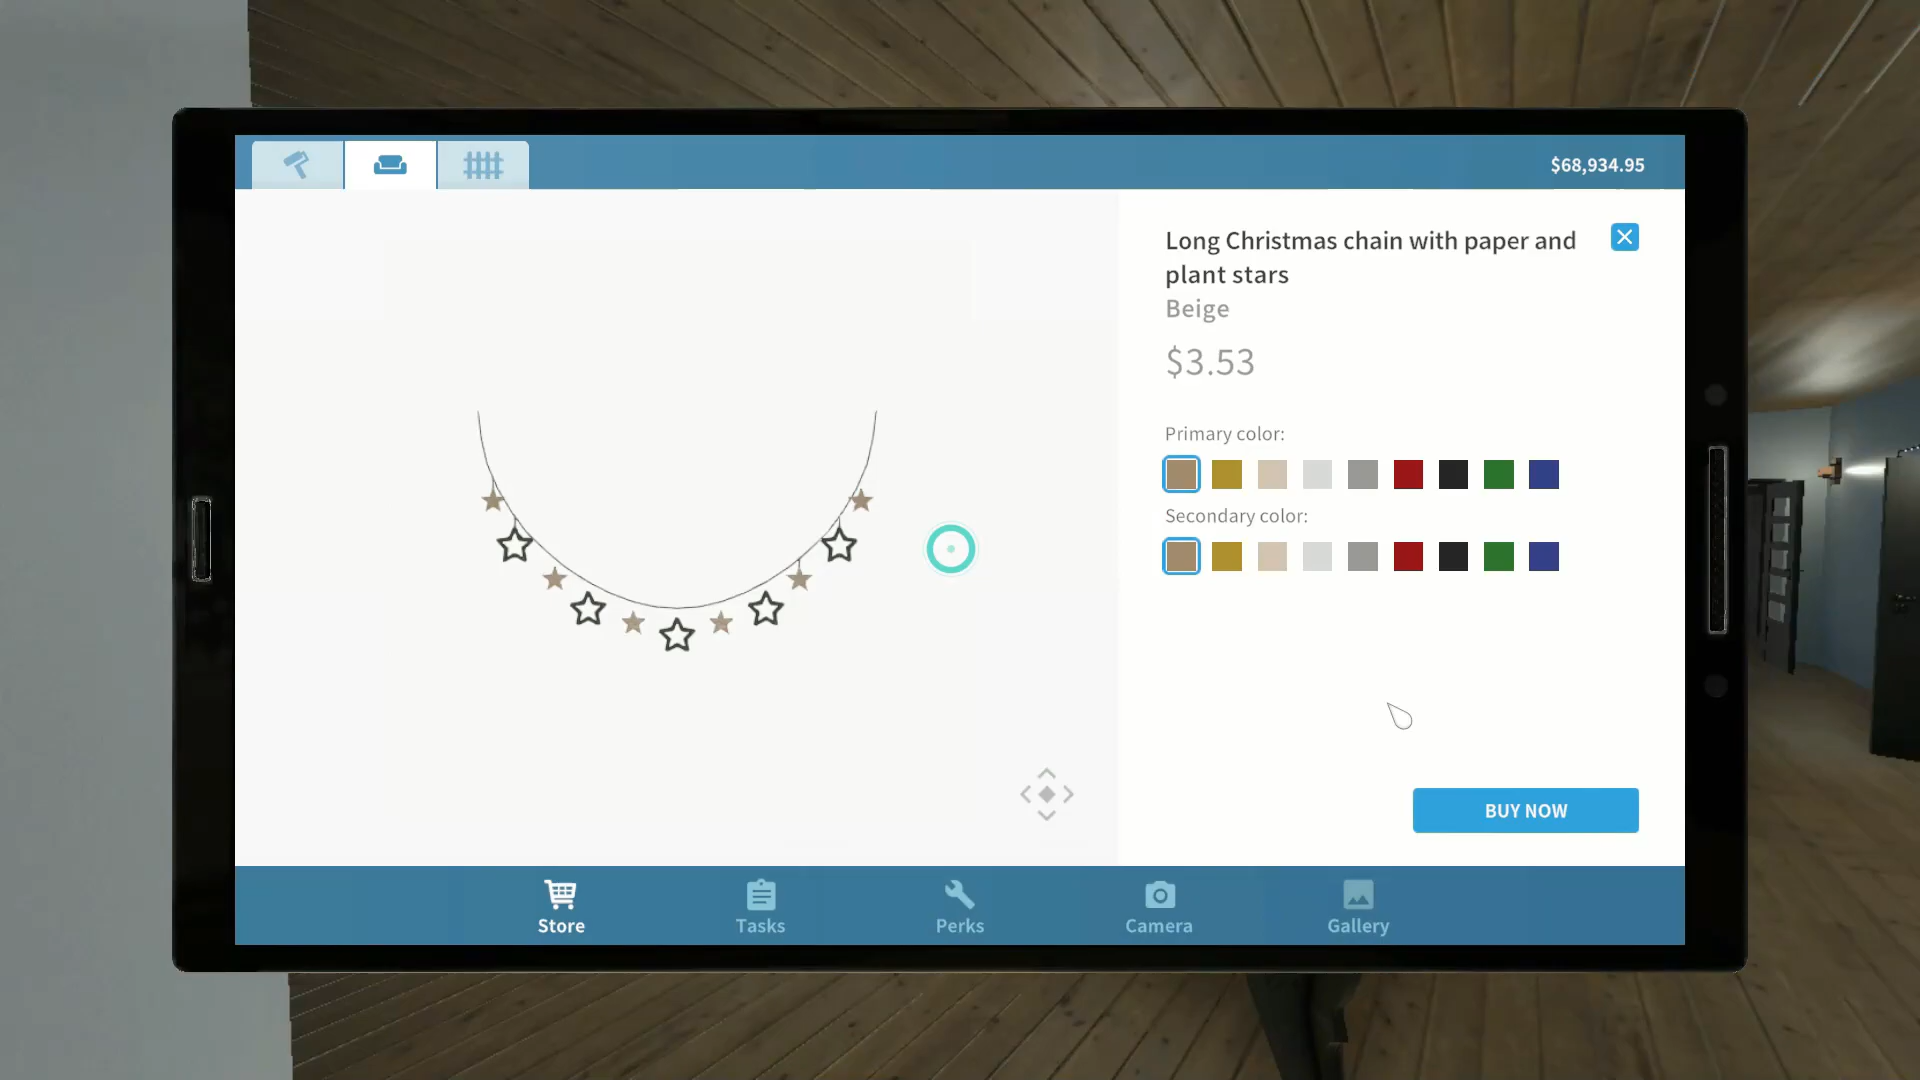 $68,934.95
Long Christmas chain with paper and
plant stars
Beige
$3.53
Primary color:
Secondary color:
BUY NOW
Store
Tasks
Perks
Camera
Gallery